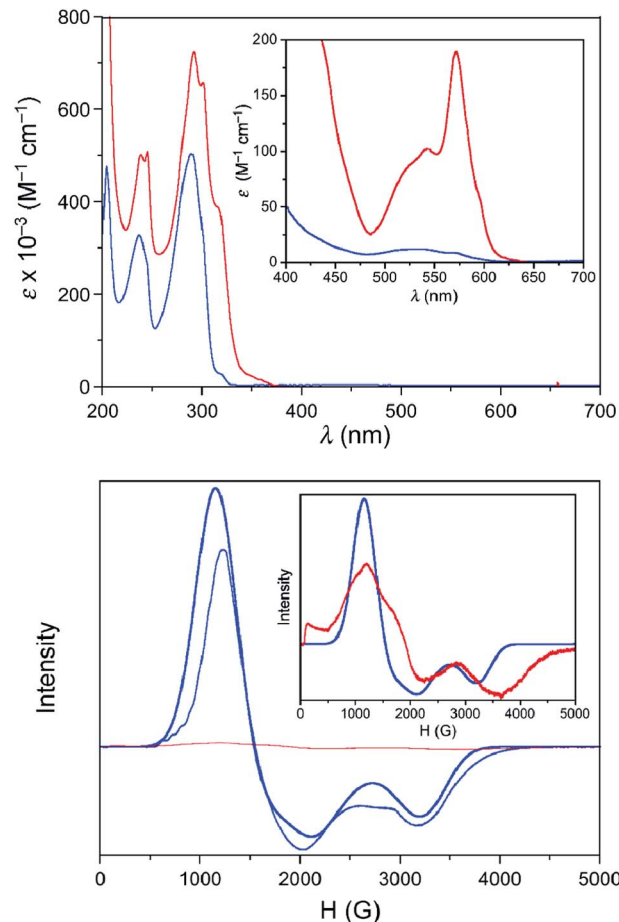 800
600
400
200
0
ε x 10⁻³ (M⁻¹ cm⁻¹)
200 300 400 500 600 700
λ (nm)
200
150
100
50
0
ε (M⁻¹ cm⁻¹)
400 450 500 550 600 650 700
λ (nm)
Intensity
0 1000 2000 3000 4000 5000
H (G)
Intensity
0 1000 2000 3000 4000 5000
H (G)